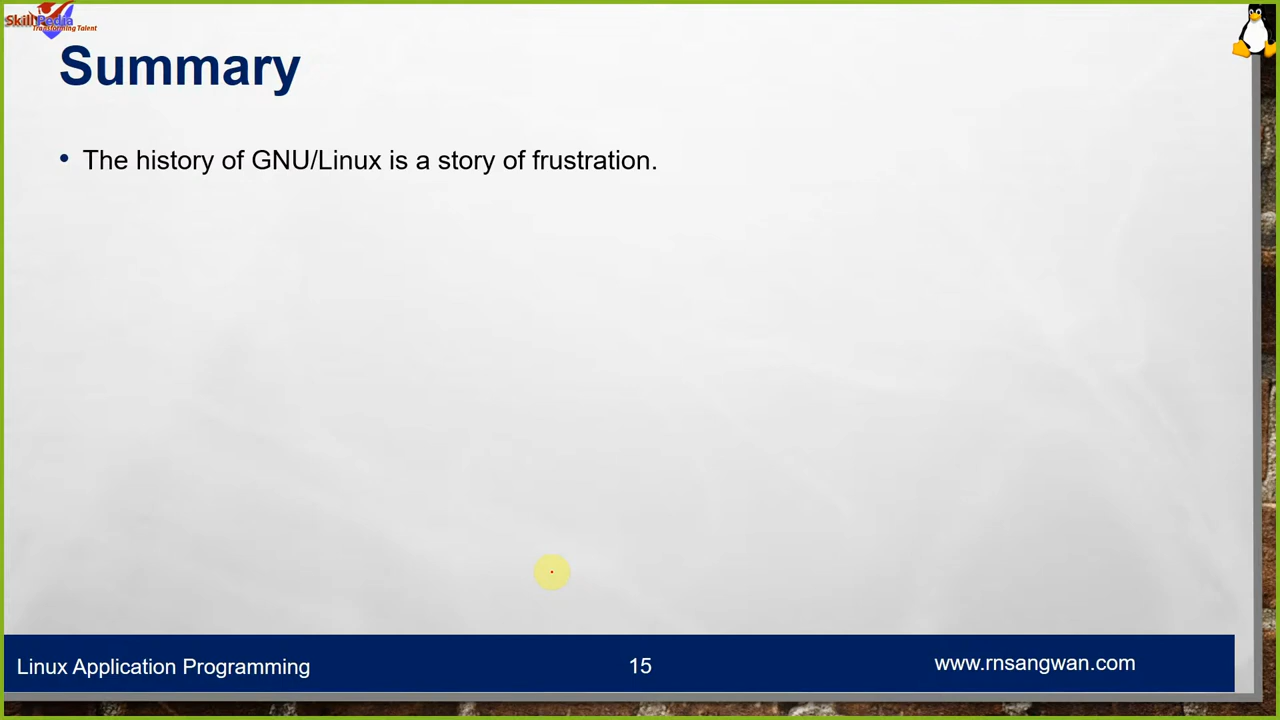 SkillPedia
Transforming Talent
Summary
• The history of GNU/Linux is a story of frustration.
Linux Application Programming
15
www.rnsangwan.com